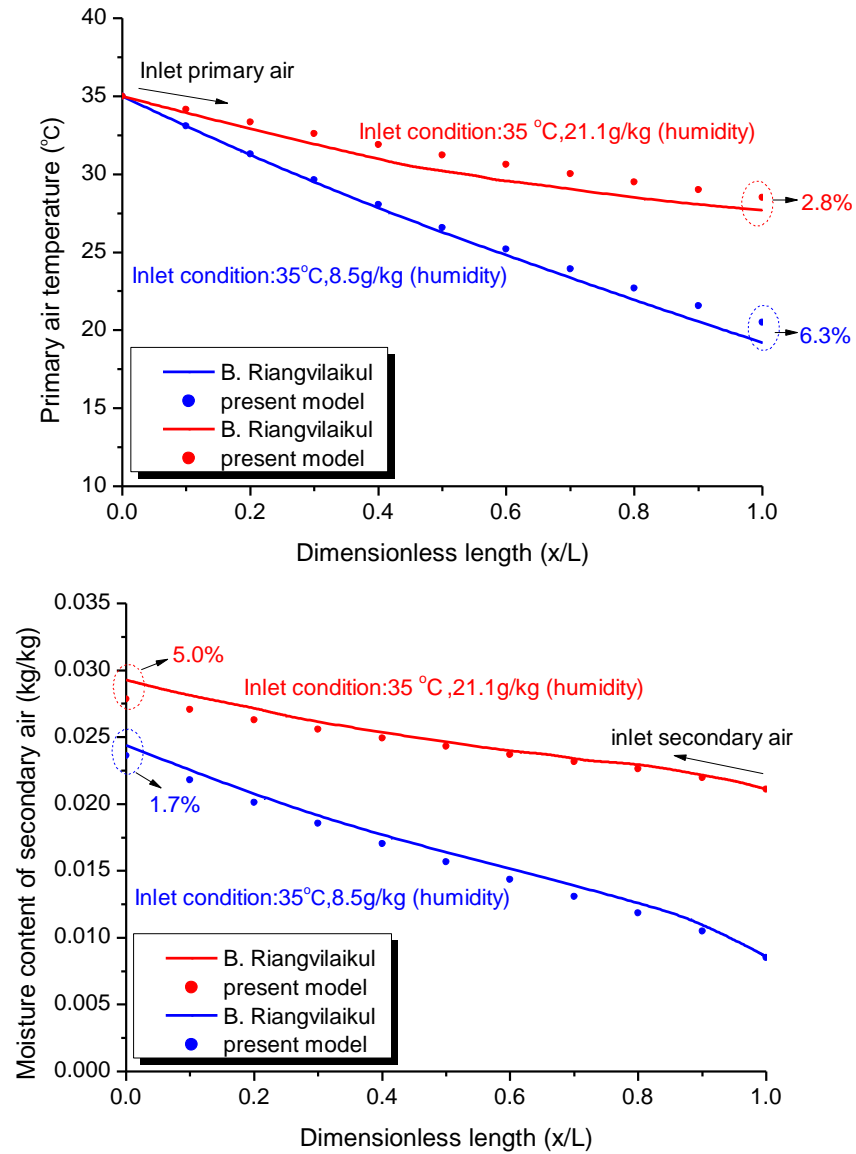 40
35
30
25
20
15
10
Primary air temperature (°C)
Inlet primary air
Inlet condition:35 °C,21.1g/kg (humidity)
2.8%
Inlet condition:35°C,8.5g/kg (humidity)
6.3%
B. Riangvilaikul
present model
B. Riangvilaikul
present model
0.0 0.2 0.4 0.6 0.8 1.0
Dimensionless length (x/L)
0.035
0.030
0.025
0.020
0.015
0.010
0.005
0.000
Moisture content of secondary air (kg/kg)
5.0%
Inlet condition:35 °C,21.1g/kg (humidity)
inlet secondary air
1.7%
Inlet condition:35°C,8.5g/kg (humidity)
B. Riangvilaikul
present model
B. Riangvilaikul
present model
0.0 0.2 0.4 0.6 0.8 1.0
Dimensionless length (x/L)